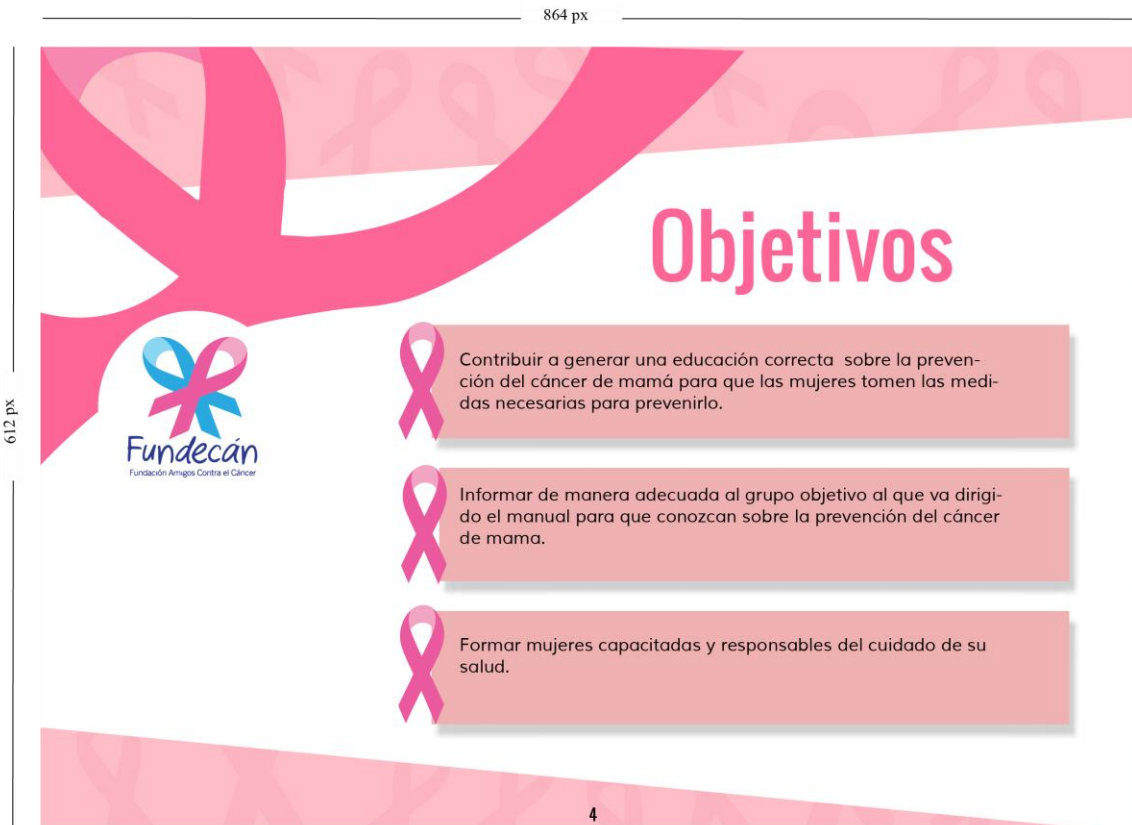 864 px
612 px
Objetivos
Fundecán
Fundación Amigos Contra el Cáncer
Contribuir a generar una educación correcta  sobre la preven-
ción del cáncer de mamá para que las mujeres tomen las medi-
das necesarias para prevenirlo.
Informar de manera adecuada al grupo objetivo al que va dirigi-
do el manual para que conozcan sobre la prevención del cáncer
de mama.
Formar mujeres capacitadas y responsables del cuidado de su
salud.
4